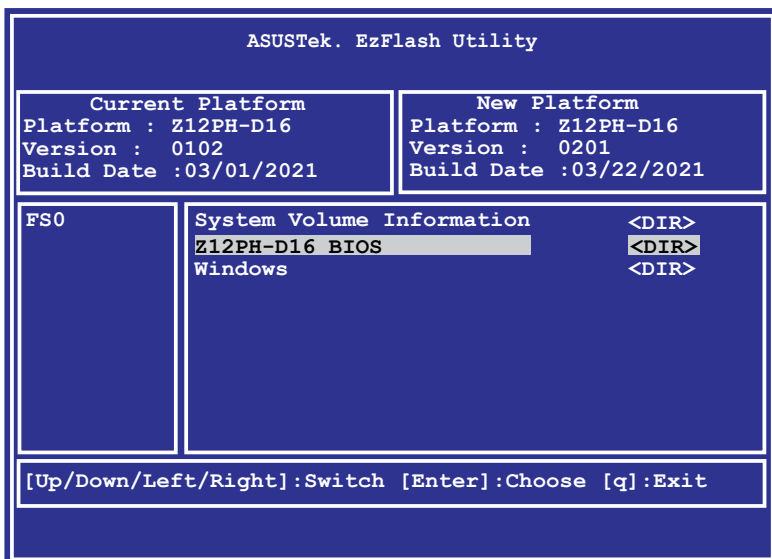 ASUSTek. EzFlash Utility
Current Platform
Platform : Z12PH-D16
Version : 0102
Build Date :03/01/2021
New Platform
Platform : Z12PH-D16
Version : 0201
Build Date :03/22/2021
FS0
System Volume Information <DIR>
Z12PH-D16 BIOS <DIR>
Windows <DIR>
[Up/Down/Left/Right]:Switch [Enter]:Choose [q]:Exit